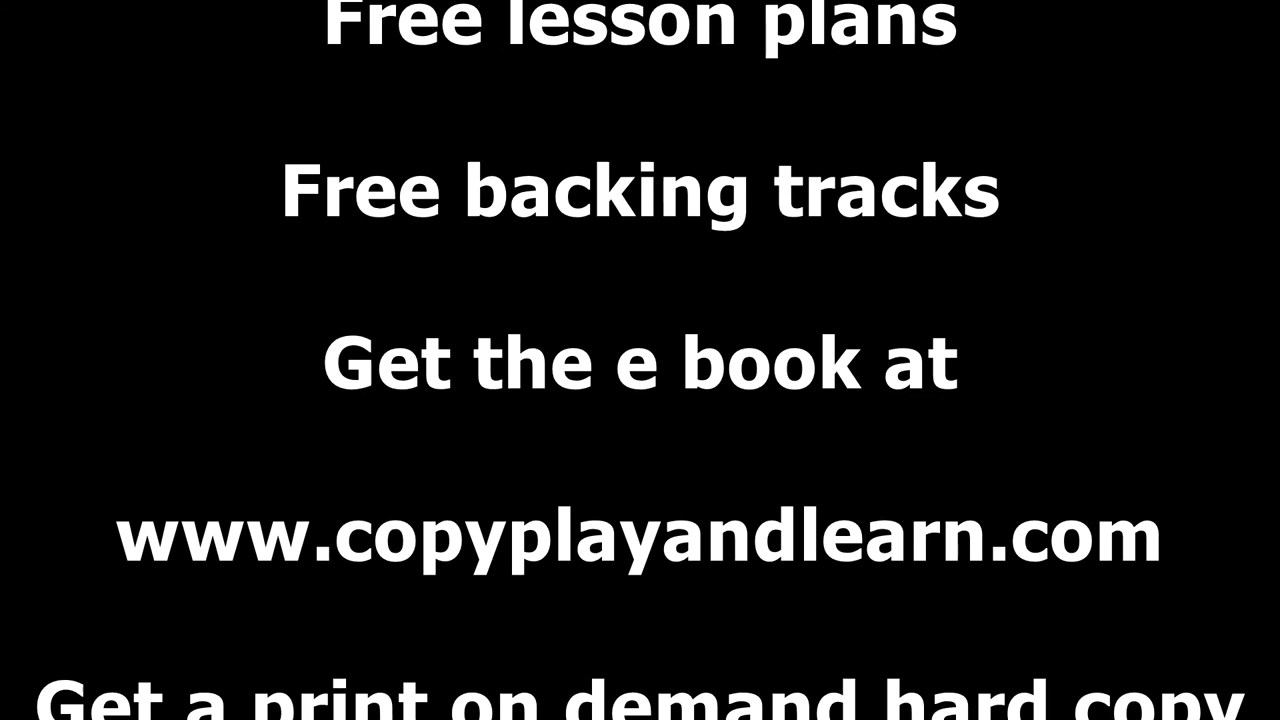 Free lesson plans
Free backing tracks
Get the e book at
www.copyplayandlearn.com
Get a print on demand hard copy